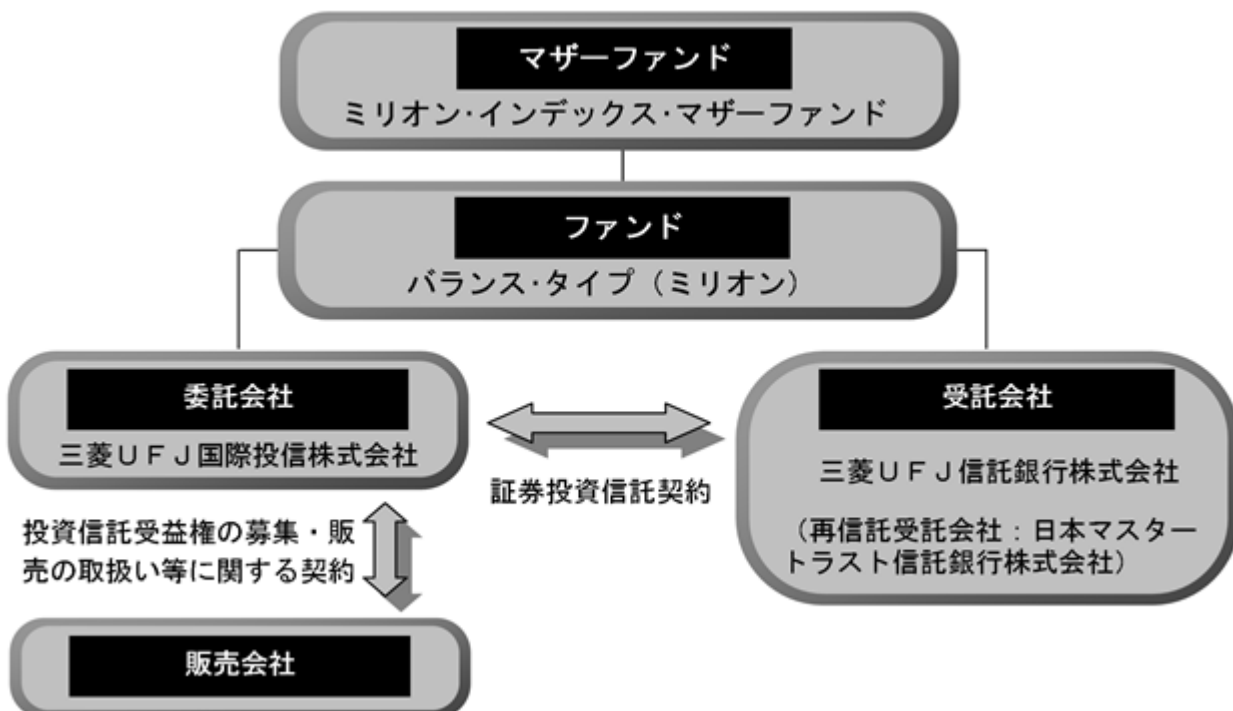 マザーファンド
ミリオン・インデックス・マザーファンド
ファンド
バランス・タイプ（ミリオン）
委託会社
三菱ＵＦＪ国際投信株式会社
証券投資信託契約
受託会社
三菱ＵＦＪ信託銀行株式会社
（再信託受託会社：日本マスター
トラスト信託銀行株式会社）
投資信託受益権の募集・販
売の取扱い等に関する契約
販売会社